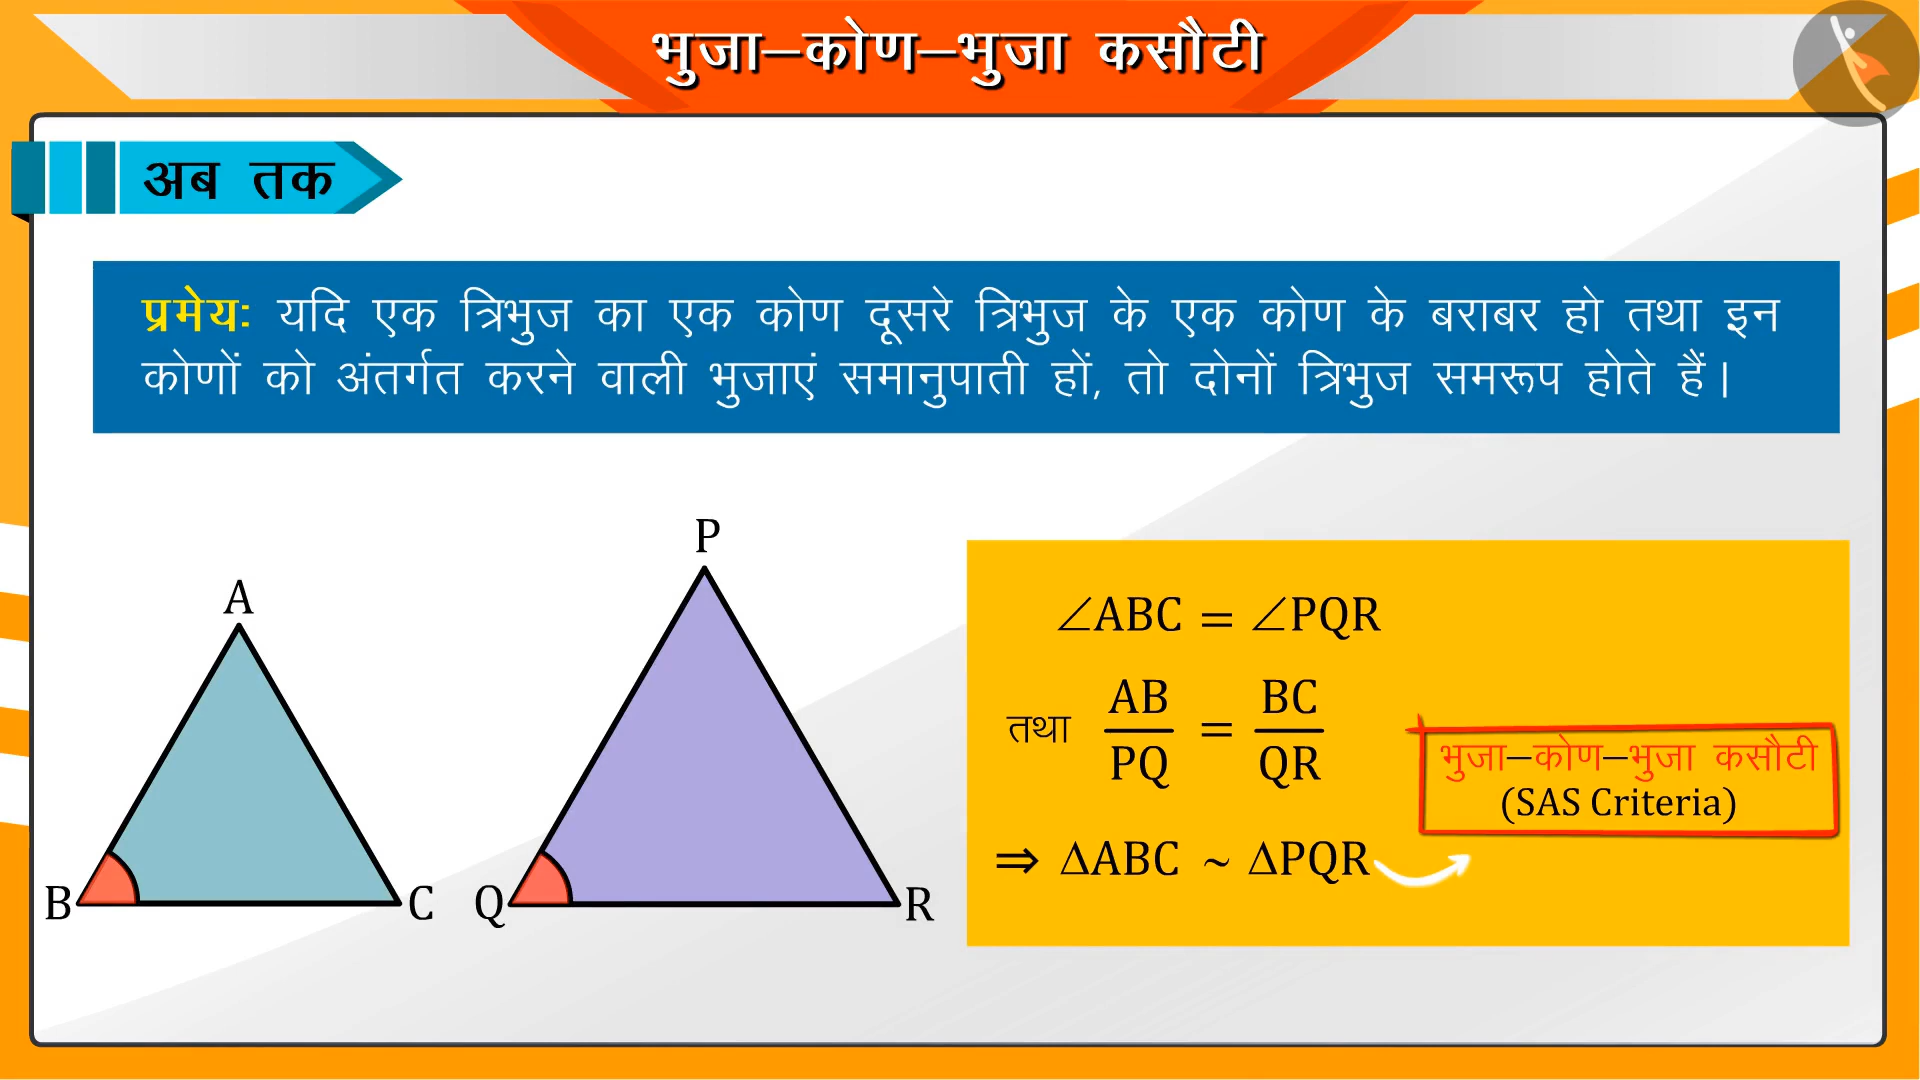 भुजा–कोण–भुजा कसौटी
अब तक
प्रमेयः यदि एक त्रिभुज का एक कोण दूसरे त्रिभुज के एक कोण के बराबर हो तथा इन
कोणों को अंतर्गत करने वाली भुजाएं समानुपाती हों, तो दोनों त्रिभुज समरूप होते हैं।
A
B
C
P
Q
R
∠ABC = ∠PQR
तथा AB/PQ = BC/QR
भुजा–कोण–भुजा कसौटी
(SAS Criteria)
⇒ ΔABC ~ ΔPQR